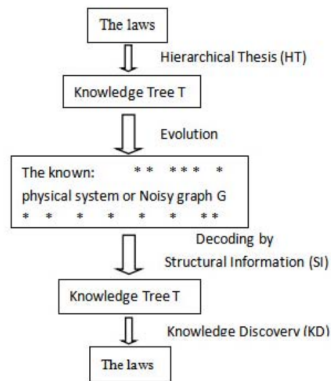 The laws
Hierarchical Thesis (HT)
Knowledge Tree T
Evolution
The known: * * * * * *
physical system or Noisy graph G
* * * * * * * *
Decoding by
Structural Information (SI)
Knowledge Tree T
Knowledge Discovery (KD)
The laws